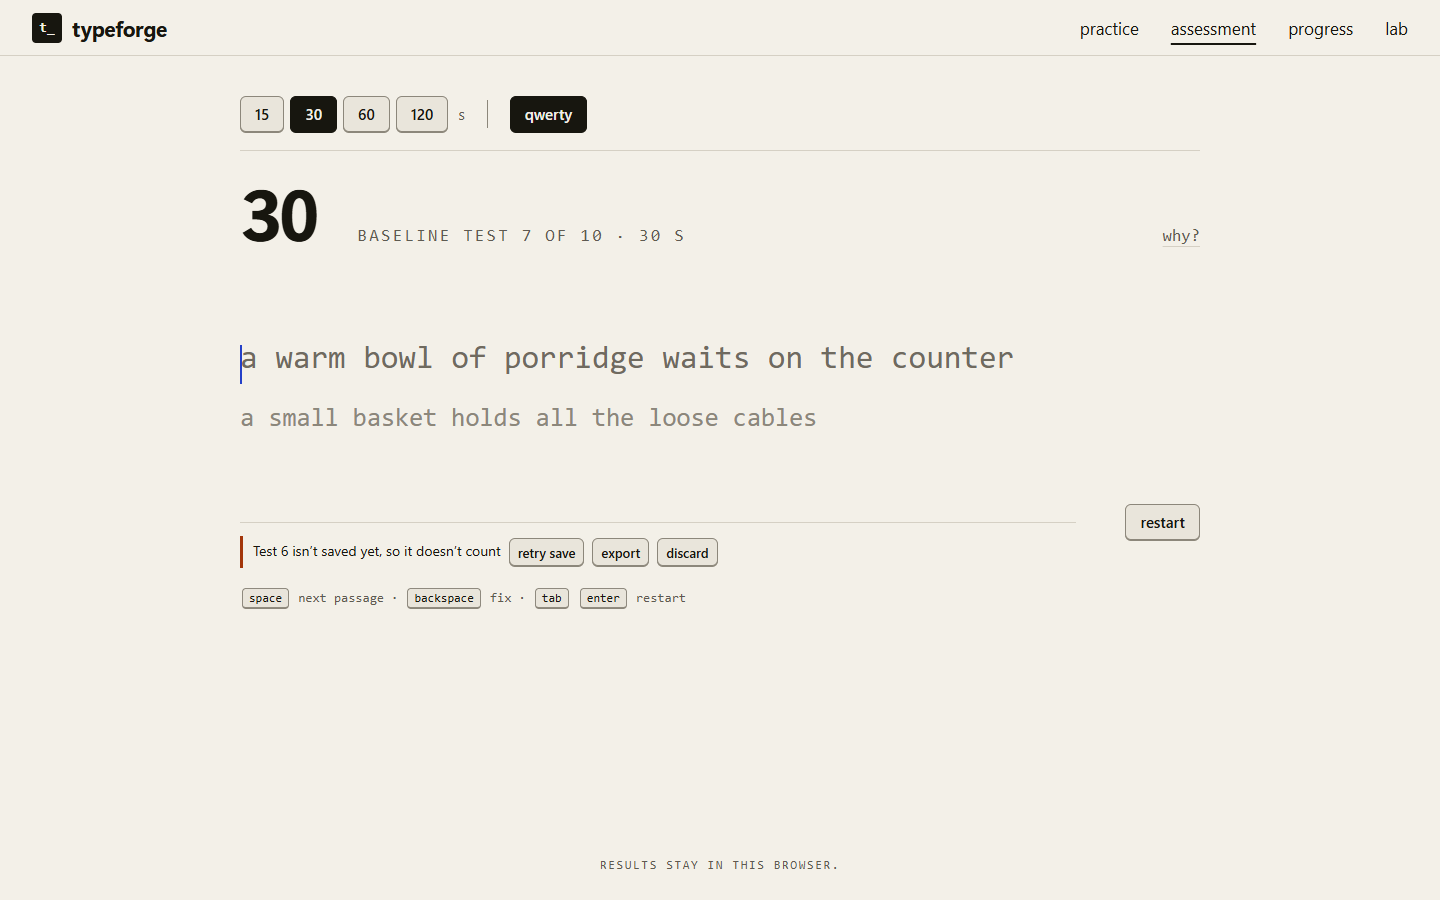 t_ typeforge practice assessment progress lab
15 30 60 120 s qwerty
30 BASELINE TEST 7 OF 10 · 30 S why?
a warm bowl of porridge waits on the counter
a small basket holds all the loose cables
restart
Test 6 isn't saved yet, so it doesn't count retry save export discard
space next passage · backspace fix · tab enter restart
RESULTS STAY IN THIS BROWSER.